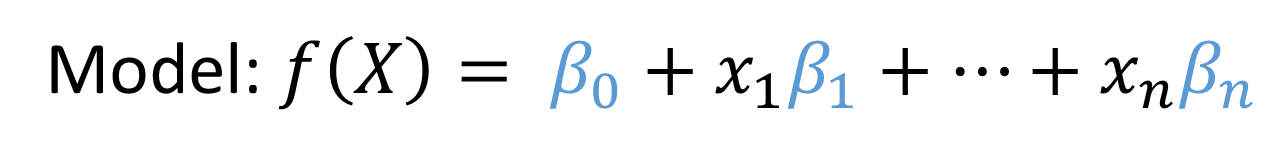 Model: f(X) = β₀ + x₁β₁ + ⋯ + xₙβₙ